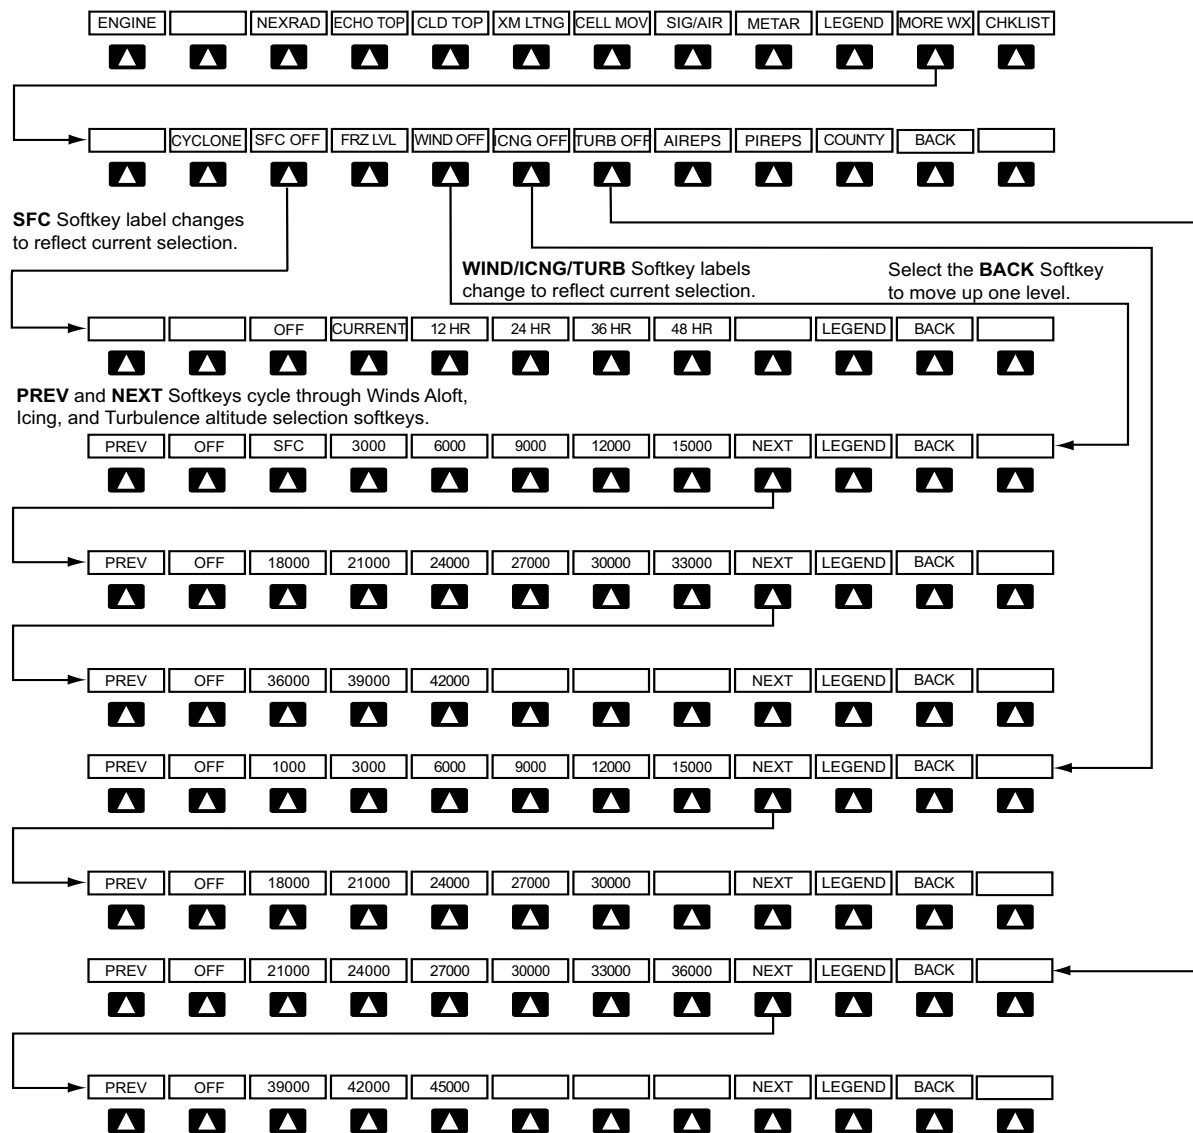 ENGINE NEXRAD ECHO TOP CLD TOP XM LTNG CELL MOV SIG/AIR METAR LEGEND MORE WX CHKLIST
CYCLONE SFC OFF FRZ LVL WIND OFF ICNG OFF TURB OFF AIREPS PIREPS COUNTY BACK
SFC Softkey label changes
to reflect current selection.
WIND/ICNG/TURB Softkey labels
change to reflect current selection.
Select the BACK Softkey
to move up one level.
OFF CURRENT 12 HR 24 HR 36 HR 48 HR LEGEND BACK
PREV and NEXT Softkeys cycle through Winds Aloft,
Icing, and Turbulence altitude selection softkeys.
PREV OFF SFC 3000 6000 9000 12000 15000 NEXT LEGEND BACK
PREV OFF 18000 21000 24000 27000 30000 33000 NEXT LEGEND BACK
PREV OFF 36000 39000 42000 NEXT LEGEND BACK
PREV OFF 1000 3000 6000 9000 12000 15000 NEXT LEGEND BACK
PREV OFF 18000 21000 24000 27000 30000 NEXT LEGEND BACK
PREV OFF 21000 24000 27000 30000 33000 36000 NEXT LEGEND BACK
PREV OFF 39000 42000 45000 NEXT LEGEND BACK